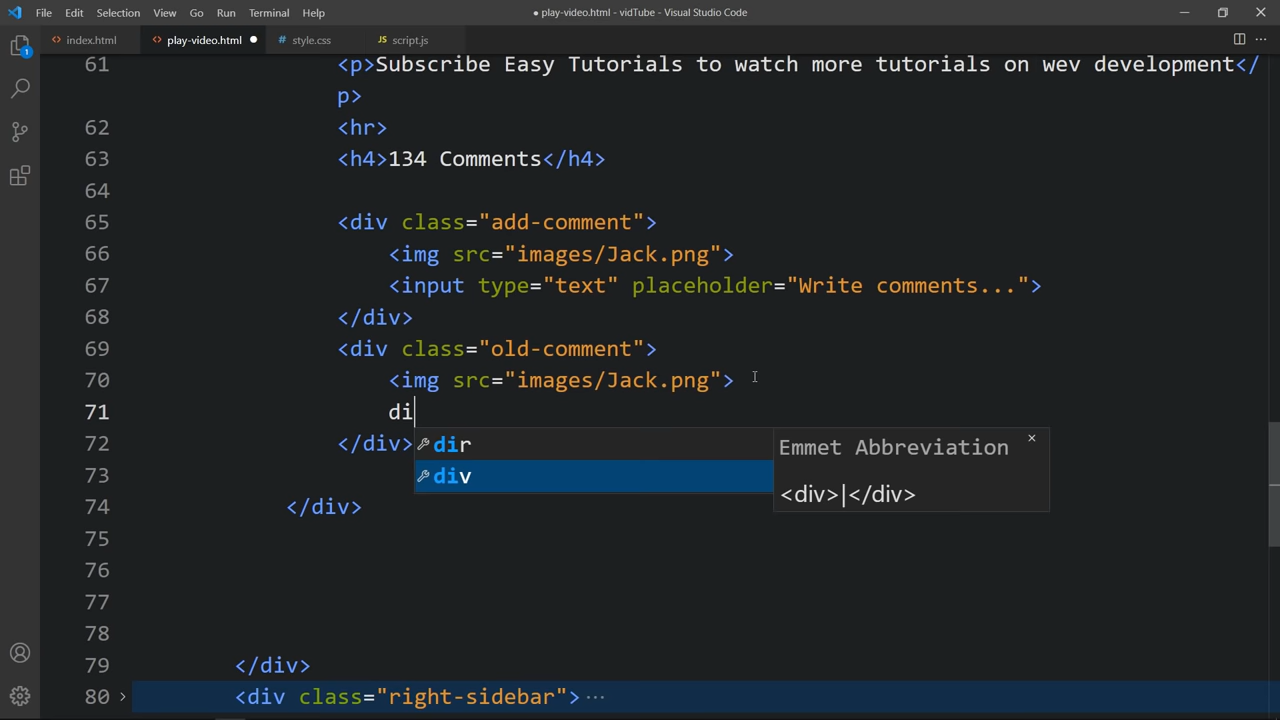 File Edit Selection View Go Run Terminal Help ● play-video.html - vidTube - Visual Studio Code
1 <> index.html <> play-video.html ● # style.css JS script.js ...
61 <p>Subscribe Easy Tutorials to watch more tutorials on wev development</
p>
62 <hr>
63 <h4>134 Comments</h4>
64
65 <div class="add-comment">
66 <img src="images/Jack.png">
67 <input type="text" placeholder="Write comments...">
68 </div>
69 <div class="old-comment">
70 <img src="images/Jack.png">
71 di
72 </div>
dir
div
Emmet Abbreviation ×
<div>|</div>
73
74 </div>
75
76
77
78
79 </div>
80 > <div class="right-sidebar">...